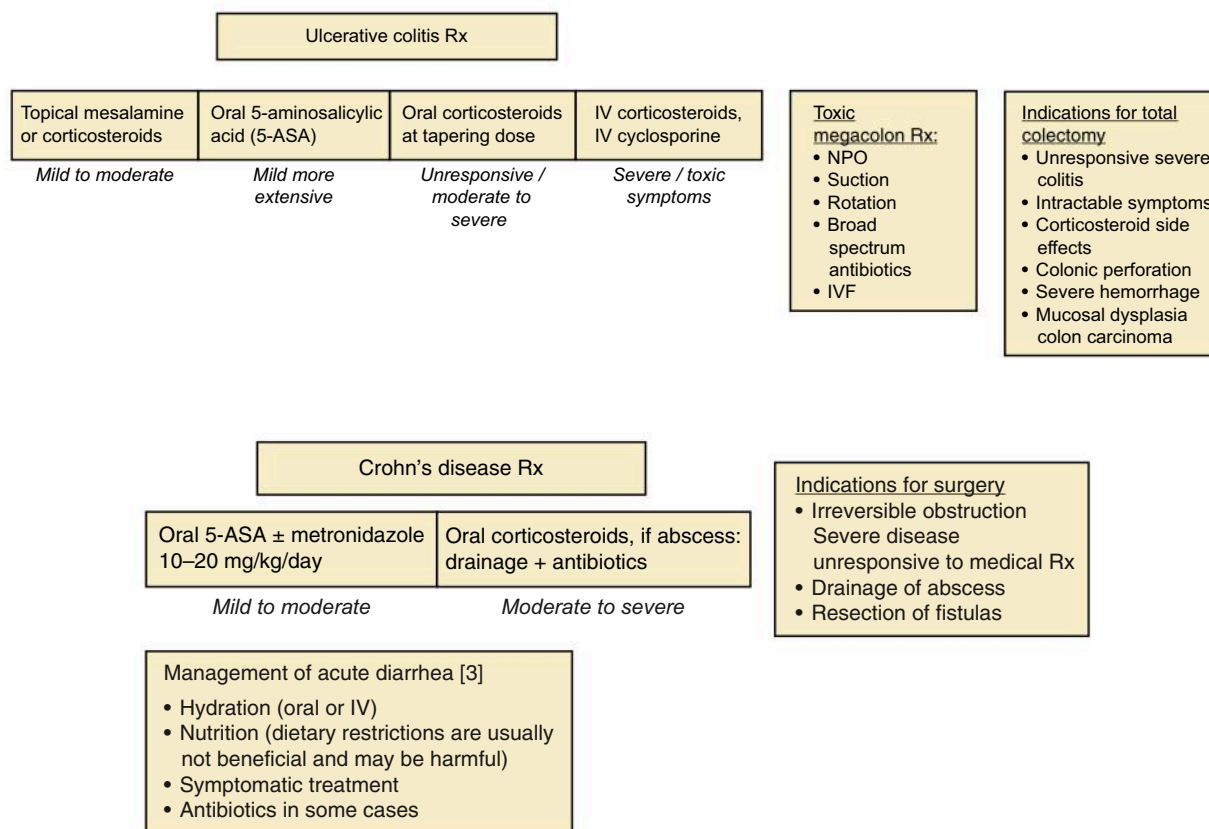 Ulcerative colitis Rx
Topical mesalamine
or corticosteroids
Mild to moderate
Oral 5-aminosalicylic
acid (5-ASA)
Mild more
extensive
Oral corticosteroids
at tapering dose
Unresponsive /
moderate to
severe
IV corticosteroids,
IV cyclosporine
Severe / toxic
symptoms
Toxic
megacolon Rx:
• NPO
• Suction
• Rotation
• Broad
spectrum
antibiotics
• IVF
Indications for total
colectomy
• Unresponsive severe
colitis
• Intractable symptoms
• Corticosteroid side
effects
• Colonic perforation
• Severe hemorrhage
• Mucosal dysplasia
colon carcinoma
Crohn's disease Rx
Oral 5-ASA ± metronidazole
10–20 mg/kg/day
Mild to moderate
Oral corticosteroids, if abscess:
drainage + antibiotics
Moderate to severe
Indications for surgery
• Irreversible obstruction
Severe disease
unresponsive to medical Rx
• Drainage of abscess
• Resection of fistulas
Management of acute diarrhea [3]
• Hydration (oral or IV)
• Nutrition (dietary restrictions are usually
not beneficial and may be harmful)
• Symptomatic treatment
• Antibiotics in some cases